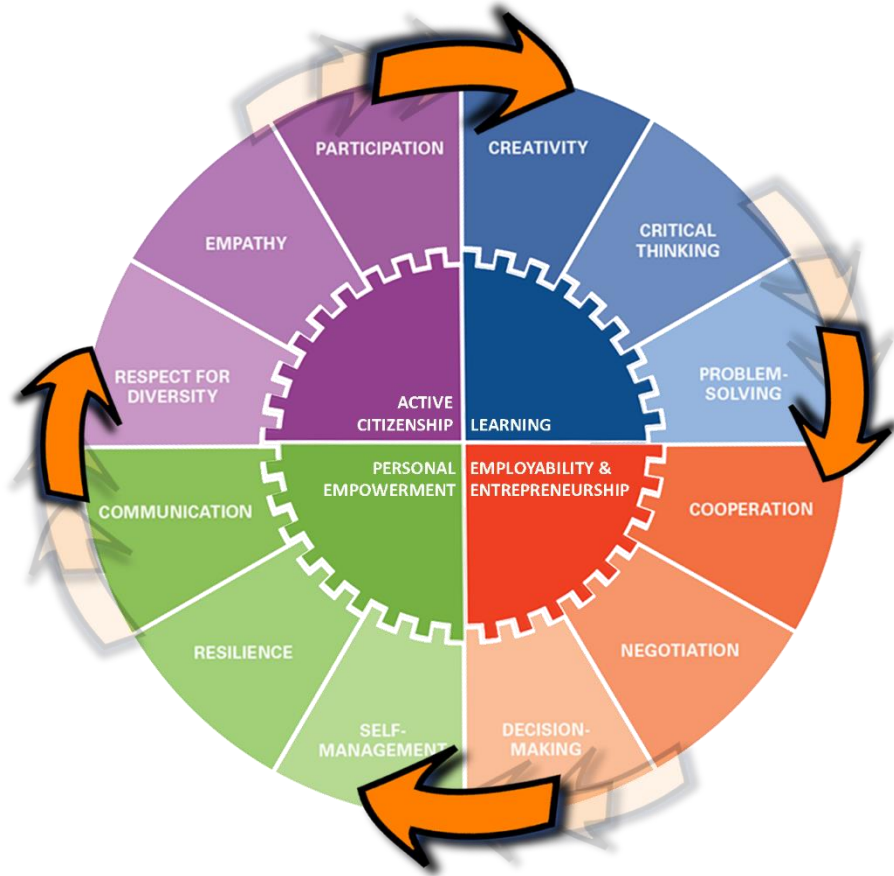 PARTICIPATION
CREATIVITY
EMPATHY
CRITICAL
THINKING
RESPECT FOR
DIVERSITY
PROBLEM-
SOLVING
ACTIVE
CITIZENSHIP
LEARNING
PERSONAL
EMPOWERMENT
EMPLOYABILITY &
ENTREPRENEURSHIP
COMMUNICATION
COOPERATION
RESILIENCE
NEGOTIATION
SELF-
MANAGEMENT
DECISION-
MAKING